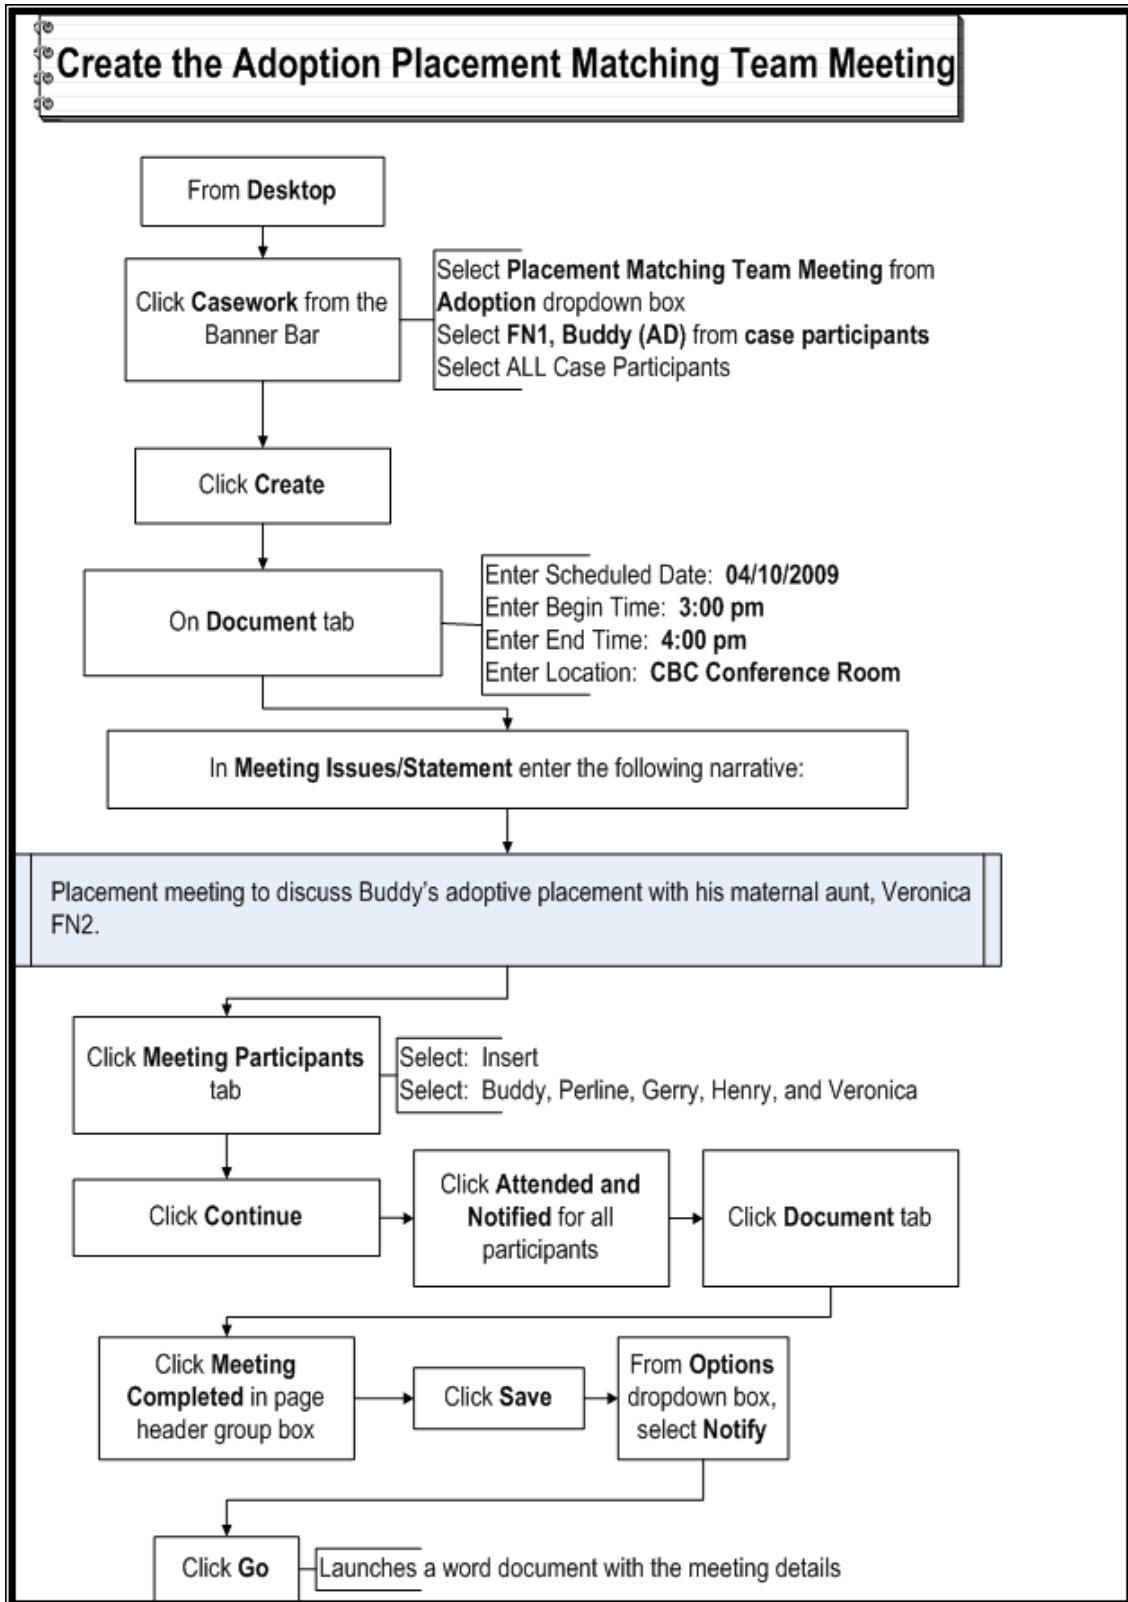 Create the Adoption Placement Matching Team Meeting
From Desktop
Click Casework from the
Banner Bar
Select Placement Matching Team Meeting from
Adoption dropdown box
Select FN1, Buddy (AD) from case participants
Select ALL Case Participants
Click Create
On Document tab
Enter Scheduled Date: 04/10/2009
Enter Begin Time: 3:00 pm
Enter End Time: 4:00 pm
Enter Location: CBC Conference Room
In Meeting Issues/Statement enter the following narrative:
Placement meeting to discuss Buddy's adoptive placement with his maternal aunt, Veronica
FN2.
Click Meeting Participants
tab
Select: Insert
Select: Buddy, Perline, Gerry, Henry, and Veronica
Click Continue
Click Attended and
Notified for all
participants
Click Document tab
Click Meeting
Completed in page
header group box
Click Save
From Options
dropdown box,
select Notify
Click Go
Launches a word document with the meeting details